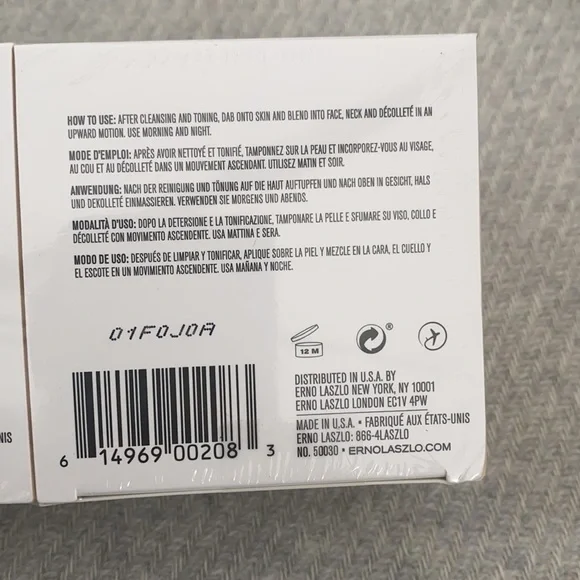 HOW TO USE: AFTER CLEANSING AND TONING, DAB ONTO SKIN AND BLEND INTO FACE, NECK AND DÉCOLLETÉ IN AN
UPWARD MOTION. USE MORNING AND NIGHT.
MODE D'EMPLOI: APRÈS AVOIR NETTOYÉ ET TONIFIÉ, TAMPONNEZ SUR LA PEAU ET INCORPOREZ-VOUS AU VISAGE,
AU COU ET AU DÉCOLLETÉ DANS UN MOUVEMENT ASCENDANT. UTILISEZ MATIN ET SOIR.
ANWENDUNG: NACH DER REINIGUNG UND TÖNUNG AUF DIE HAUT AUFTUPFEN UND NACH OBEN IN GESICHT, HALS
UND DEKOLLETÉ EINMASSIEREN. VERWENDEN SIE MORGENS UND ABENDS.
MODALITÀ D'USO: DOPO LA DETERSIONE E LA TONIFICAZIONE, TAMPONARE LA PELLE E SFUMARE SU VISO, COLLO E
DÉCOLLETÉ CON MOVIMENTO ASCENDENTE. USA MATTINA E SERA.
MODO DE USO: DESPUÉS DE LIMPIAR Y TONIFICAR, APLIQUE SOBRE LA PIEL Y MEZCLE EN LA CARA, EL CUELLO Y
EL ESCOTE EN UN MOVIMIENTO ASCENDENTE. USA MAÑANA Y NOCHE.
01F0J0A
12 M
®
DISTRIBUTED IN U.S.A. BY
ERNO LASZLO NEW YORK, NY 10001
ERNO LASZLO LONDON EC1V 4PW
MADE IN U.S.A. • FABRIQUÉ AUX ÉTATS-UNIS
ERNO LASZLO: 866-4LASZLO
NO. 50030 • ERNOLASZLO.COM
6 14969 00208 3
NIS